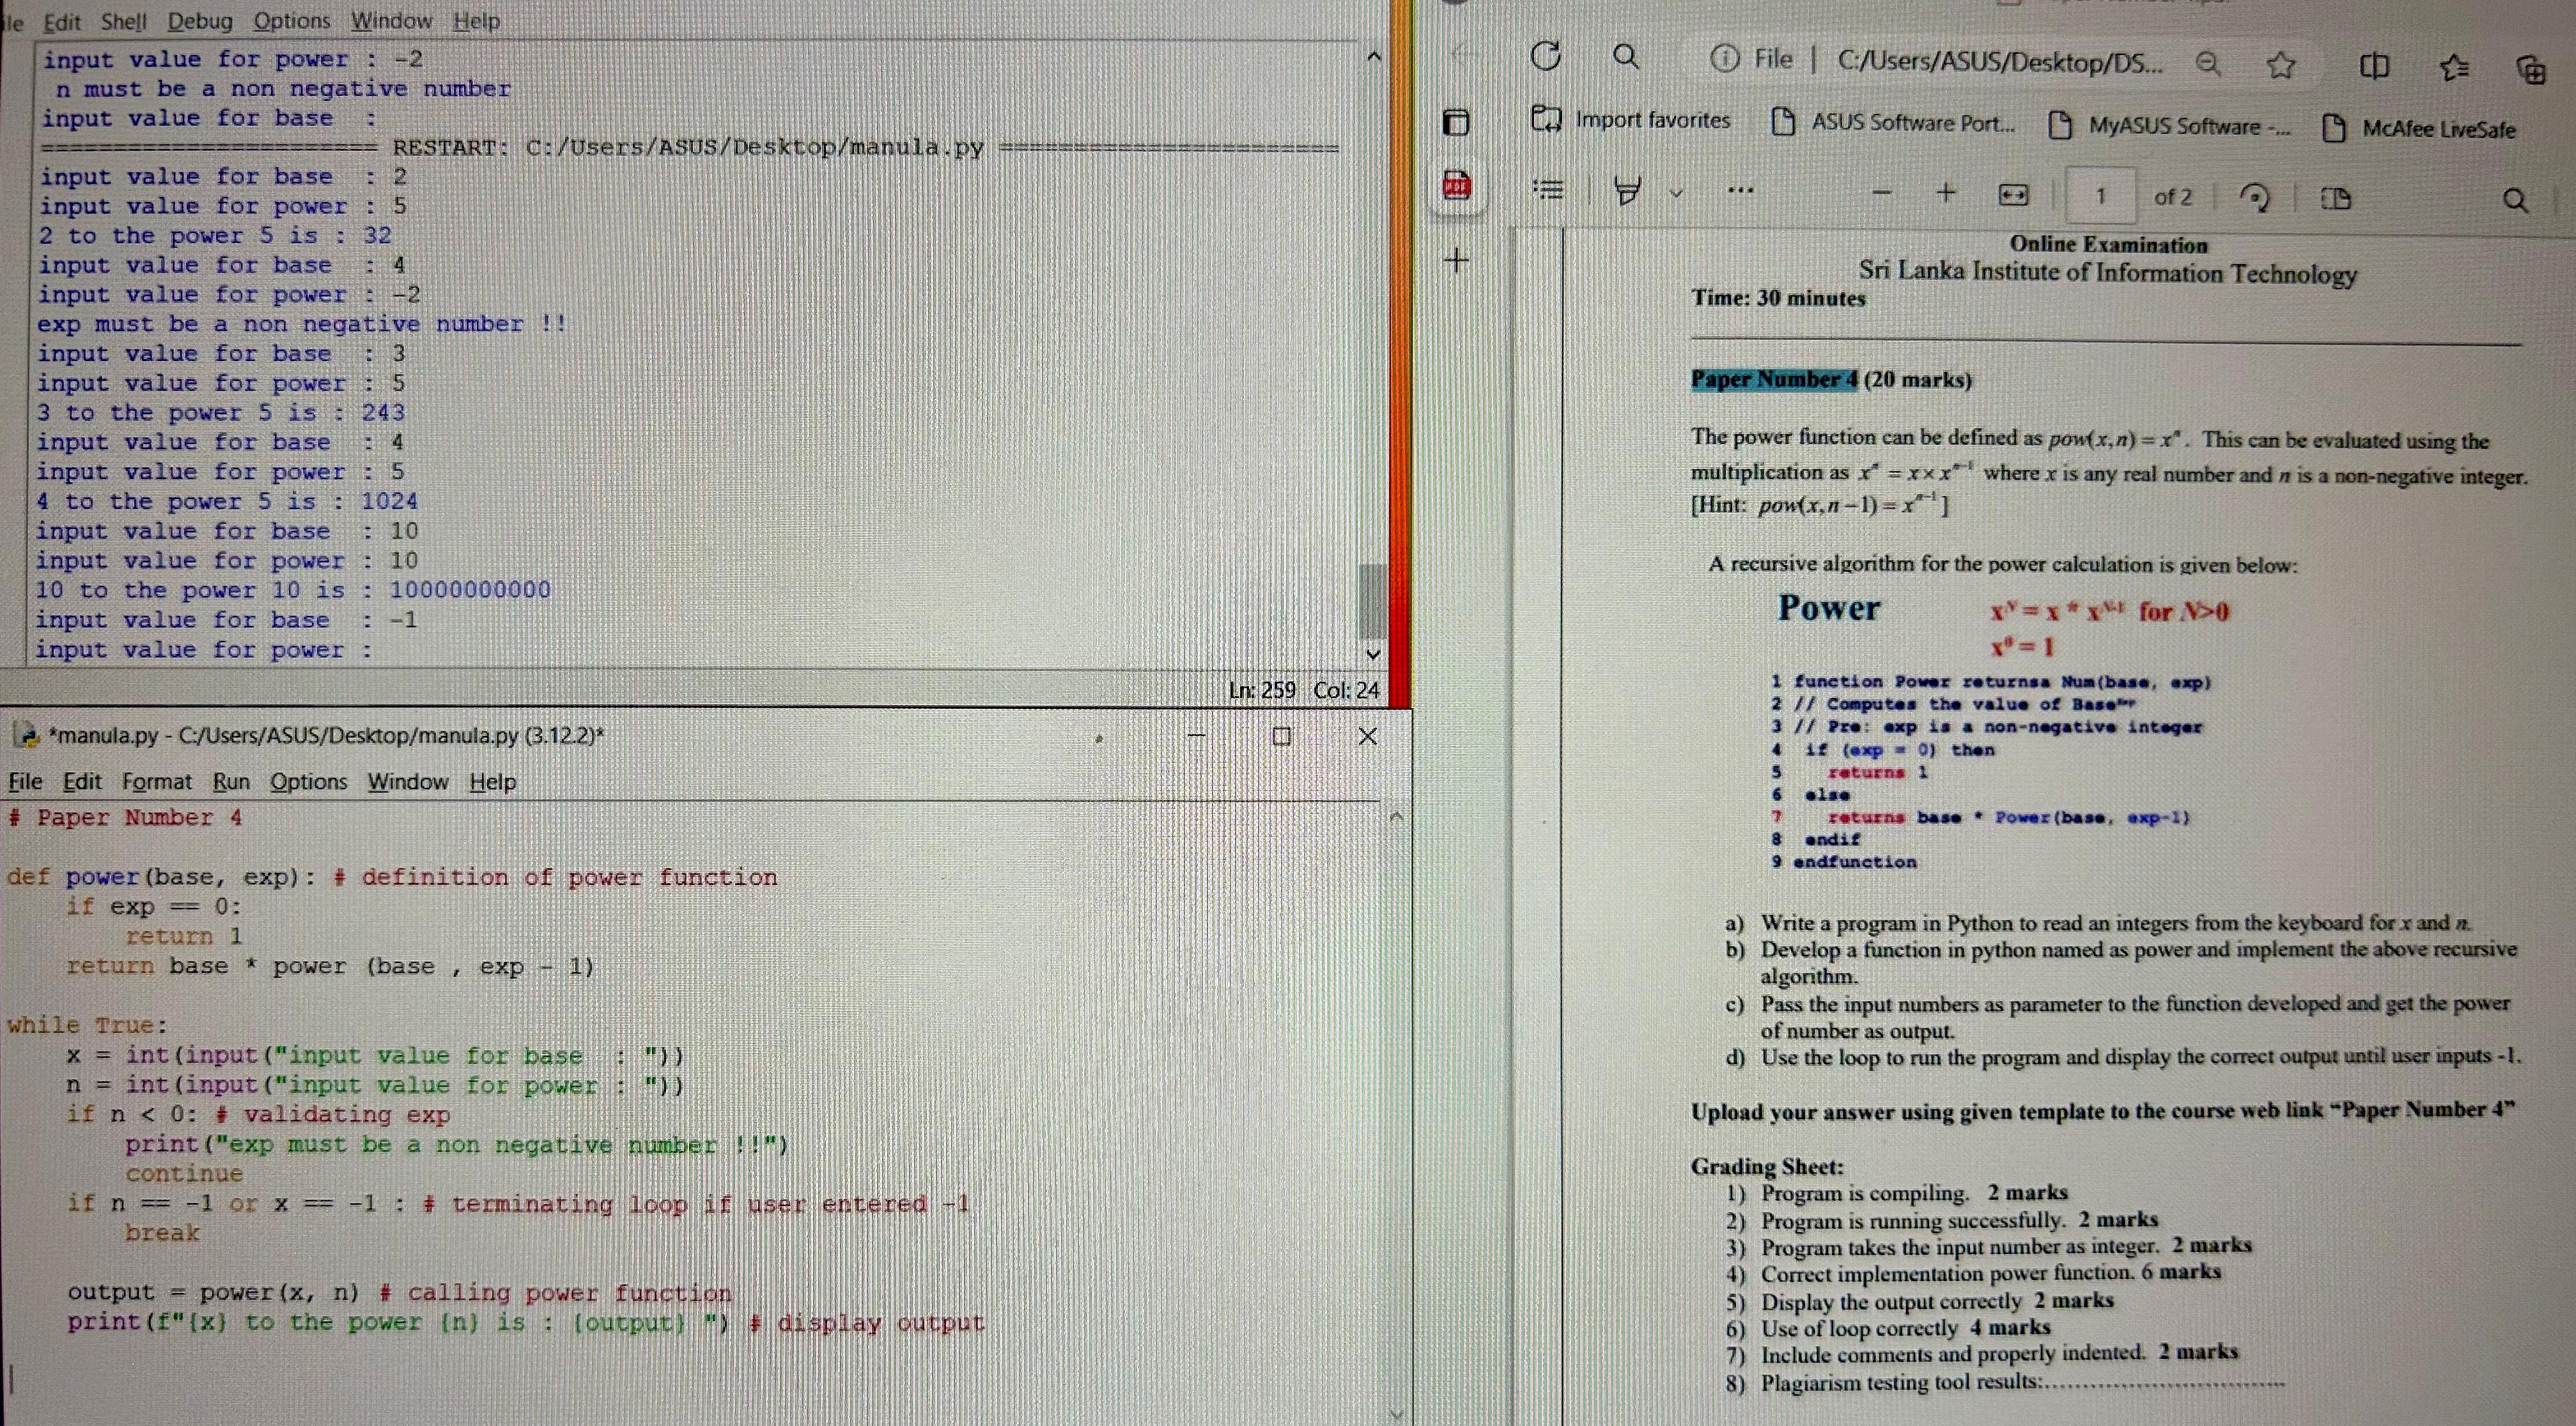 le Edit Shell Debug Options Window Help
input value for power : -2
n must be a non negative number
input value for base :
====================== RESTART: C:/Users/ASUS/Desktop/manula.py ======================
input value for base : 2
input value for power : 5
2 to the power 5 is : 32
input value for base : 4
input value for power : -2
exp must be a non negative number !!
input value for base : 3
input value for power : 5
3 to the power 5 is : 243
input value for base : 4
input value for power : 5
4 to the power 5 is : 1024
input value for base : 10
input value for power : 10
10 to the power 10 is : 10000000000
input value for base : -1
input value for power :
Ln: 259 Col: 24
*manula.py - C:/Users/ASUS/Desktop/manula.py (3.12.2)*
File Edit Format Run Options Window Help
# Paper Number 4
def power(base, exp): # definition of power function
if exp == 0:
return 1
return base * power (base , exp - 1)
while True:
x = int(input("input value for base  : "))
n = int(input("input value for power : "))
if n < 0: # validating exp
print("exp must be a non negative number !!")
continue
if n == -1 or x == -1 : # terminating loop if user entered -1
break
output = power(x, n) # calling power function
print(f"{x} to the power {n} is : {output} ") # display output
File | C:/Users/ASUS/Desktop/DS...
Import favorites ASUS Software Port... MyASUS Software -... McAfee LiveSafe
1 of 2
Online Examination
Sri Lanka Institute of Information Technology
Time: 30 minutes
Paper Number 4 (20 marks)
The power function can be defined as pow(x,n) = xⁿ. This can be evaluated using the
multiplication as xⁿ = x × xⁿ⁻¹ where x is any real number and n is a non-negative integer.
[Hint: pow(x,n−1) = xⁿ⁻¹]
A recursive algorithm for the power calculation is given below:
Power xᴺ = x * xᴺ⁻¹ for N>0
x⁰ = 1
1 function Power returnsa Num(base, exp)
2 // Computes the value of Base
3 // Pre: exp is a non-negative integer
4 if (exp = 0) then
5 returns 1
6 else
7 returns base * Power(base, exp-1)
8 endif
9 endfunction
a) Write a program in Python to read an integers from the keyboard for x and n.
b) Develop a function in python named as power and implement the above recursive
algorithm.
c) Pass the input numbers as parameter to the function developed and get the power
of number as output.
d) Use the loop to run the program and display the correct output until user inputs -1.
Upload your answer using given template to the course web link “Paper Number 4”
Grading Sheet:
1) Program is compiling. 2 marks
2) Program is running successfully. 2 marks
3) Program takes the input number as integer. 2 marks
4) Correct implementation power function. 6 marks
5) Display the output correctly 2 marks
6) Use of loop correctly 4 marks
7) Include comments and properly indented. 2 marks
8) Plagiarism testing tool results:................................